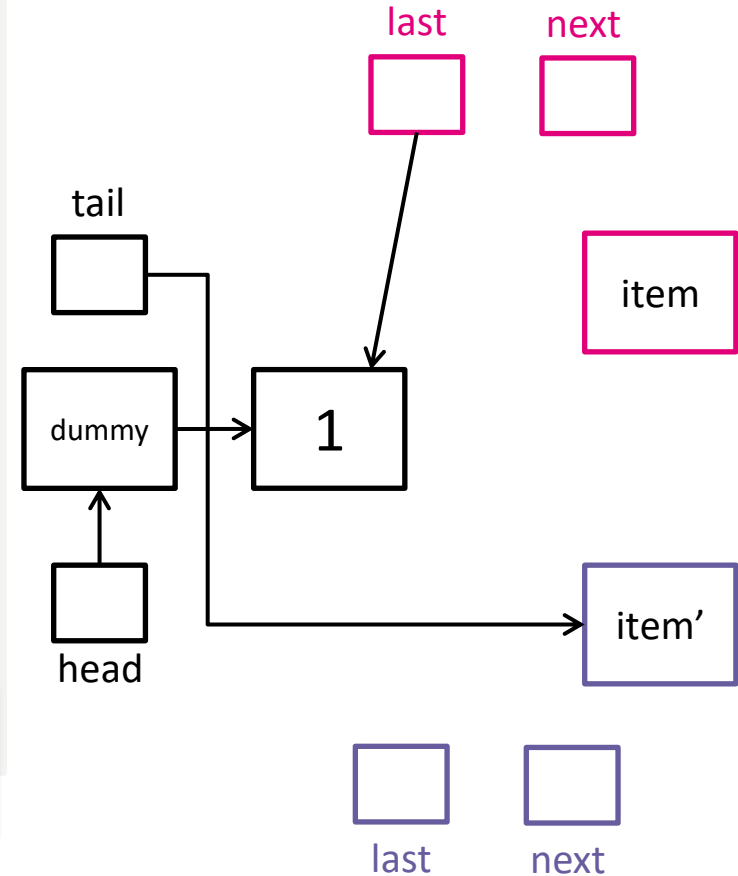 last
next
tail
item
dummy
1
item’
head
last
next